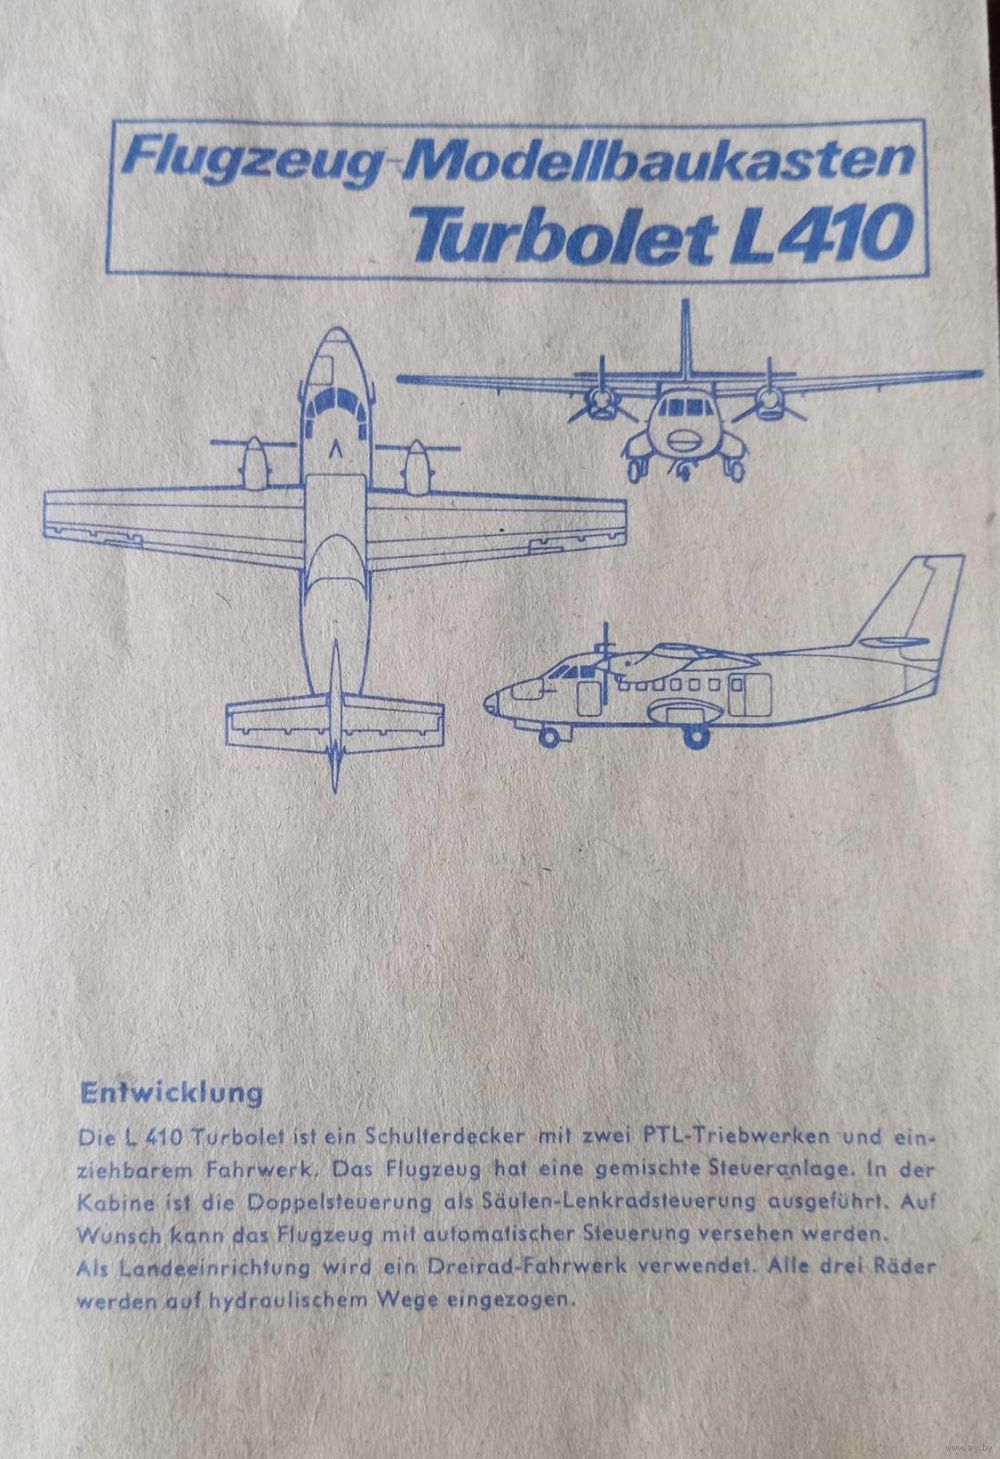 Flugzeug-Modellbaukasten
Turbolet L410
Entwicklung
Die L 410 Turbolet ist ein Schulterdecker mit zwei PTL-Triebwerken und ein-
ziehbarem Fahrwerk. Das Flugzeug hat eine gemischte Steueranlage. In der
Kabine ist die Doppelsteuerung als Säulen-Lenkradsteuerung ausgeführt. Auf
Wunsch kann das Flugzeug mit automatischer Steuerung versehen werden.
Als Landeeinrichtung wird ein Dreirad-Fahrwerk verwendet. Alle drei Räder
werden auf hydraulischem Wege eingezogen.
www.ay.by